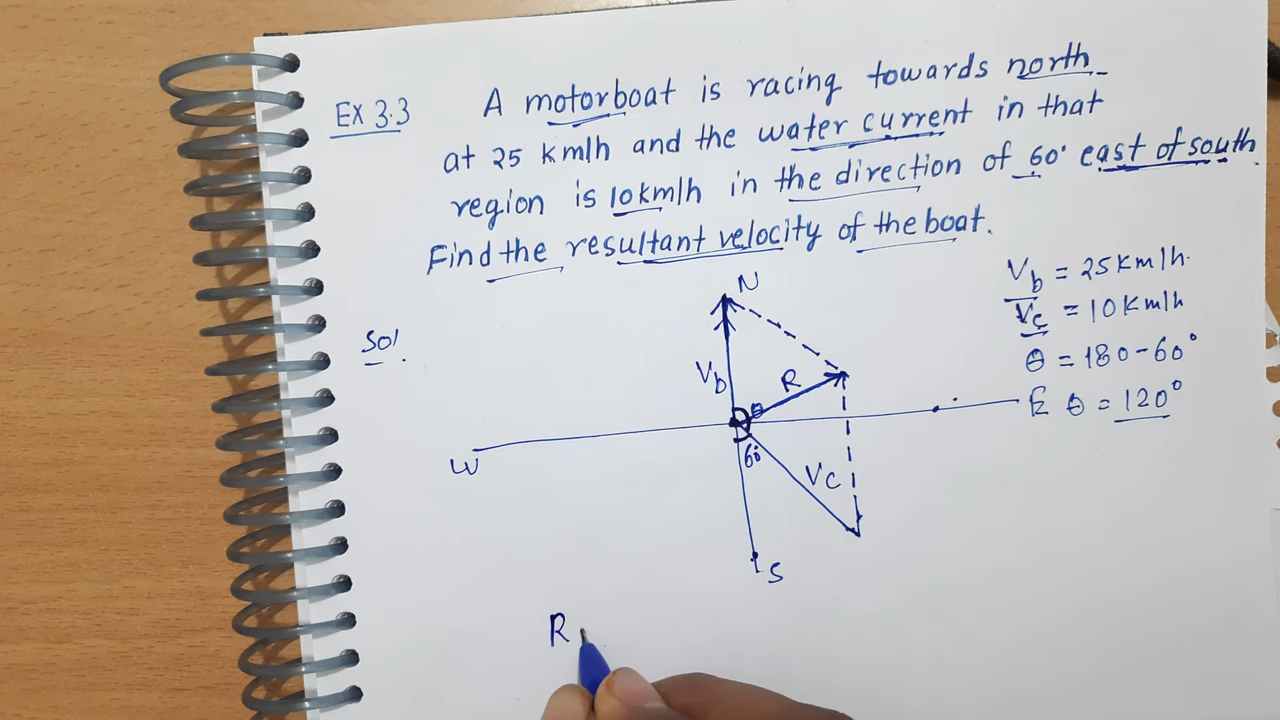 Ex 3.3 A motorboat is racing towards north
at 25 km/h and the water current in that
region is 10km/h in the direction of 60° east of south.
Find the resultant velocity of the boat.
Sol.
Vb = 25 km/h.
Vc = 10 km/h
θ = 180-60°
θ = 120°
N
Vb
R
θ
E
W
60
Vc
S
R